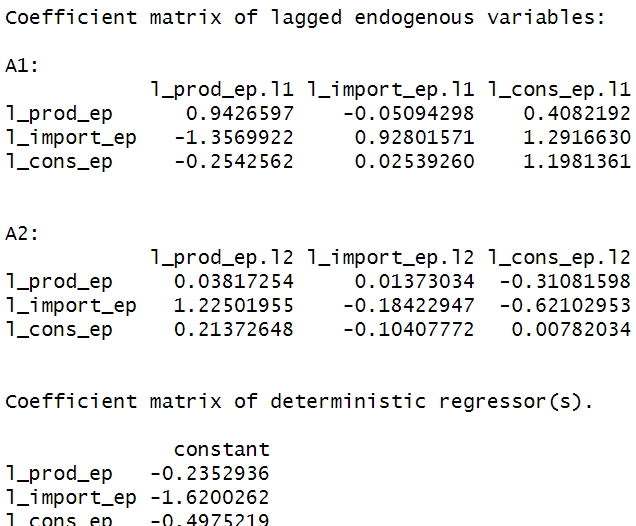 Coefficient matrix of lagged endogenous variables:
A1:
l_prod_ep.l1 l_import_ep.l1 l_cons_ep.l1
l_prod_ep 0.9426597 -0.05094298 0.4082192
l_import_ep -1.3569922 0.92801571 1.2916630
l_cons_ep -0.2542562 0.02539260 1.1981361
A2:
l_prod_ep.l2 l_import_ep.l2 l_cons_ep.l2
l_prod_ep 0.03817254 0.01373034 -0.31081598
l_import_ep 1.22501955 -0.18422947 -0.62102953
l_cons_ep 0.21372648 -0.10407772 0.00782034
Coefficient matrix of deterministic regressor(s).
constant
l_prod_ep -0.2352936
l_import_ep -1.6200262
l_cons_ep -0.4975219